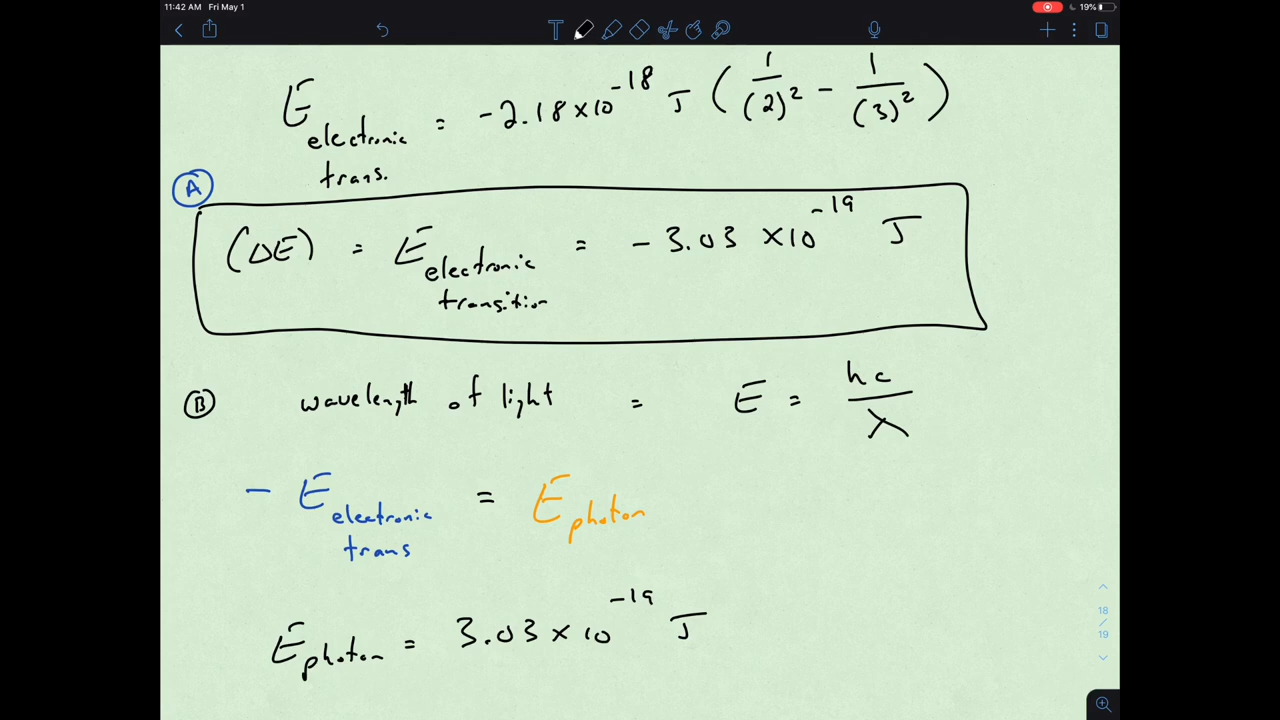 11:42 AM Fri May 1
19%
T
E electronic trans. = -2.18 × 10^-18 J ( 1/(2)^2 - 1/(3)^2 )
A
(ΔE) = E electronic transition = - 3.03 × 10^-19 J
B wavelength of light = E = hc/λ
- E electronic trans = E photon
18
/
19
E photon = 3.03 × 10^-19 J